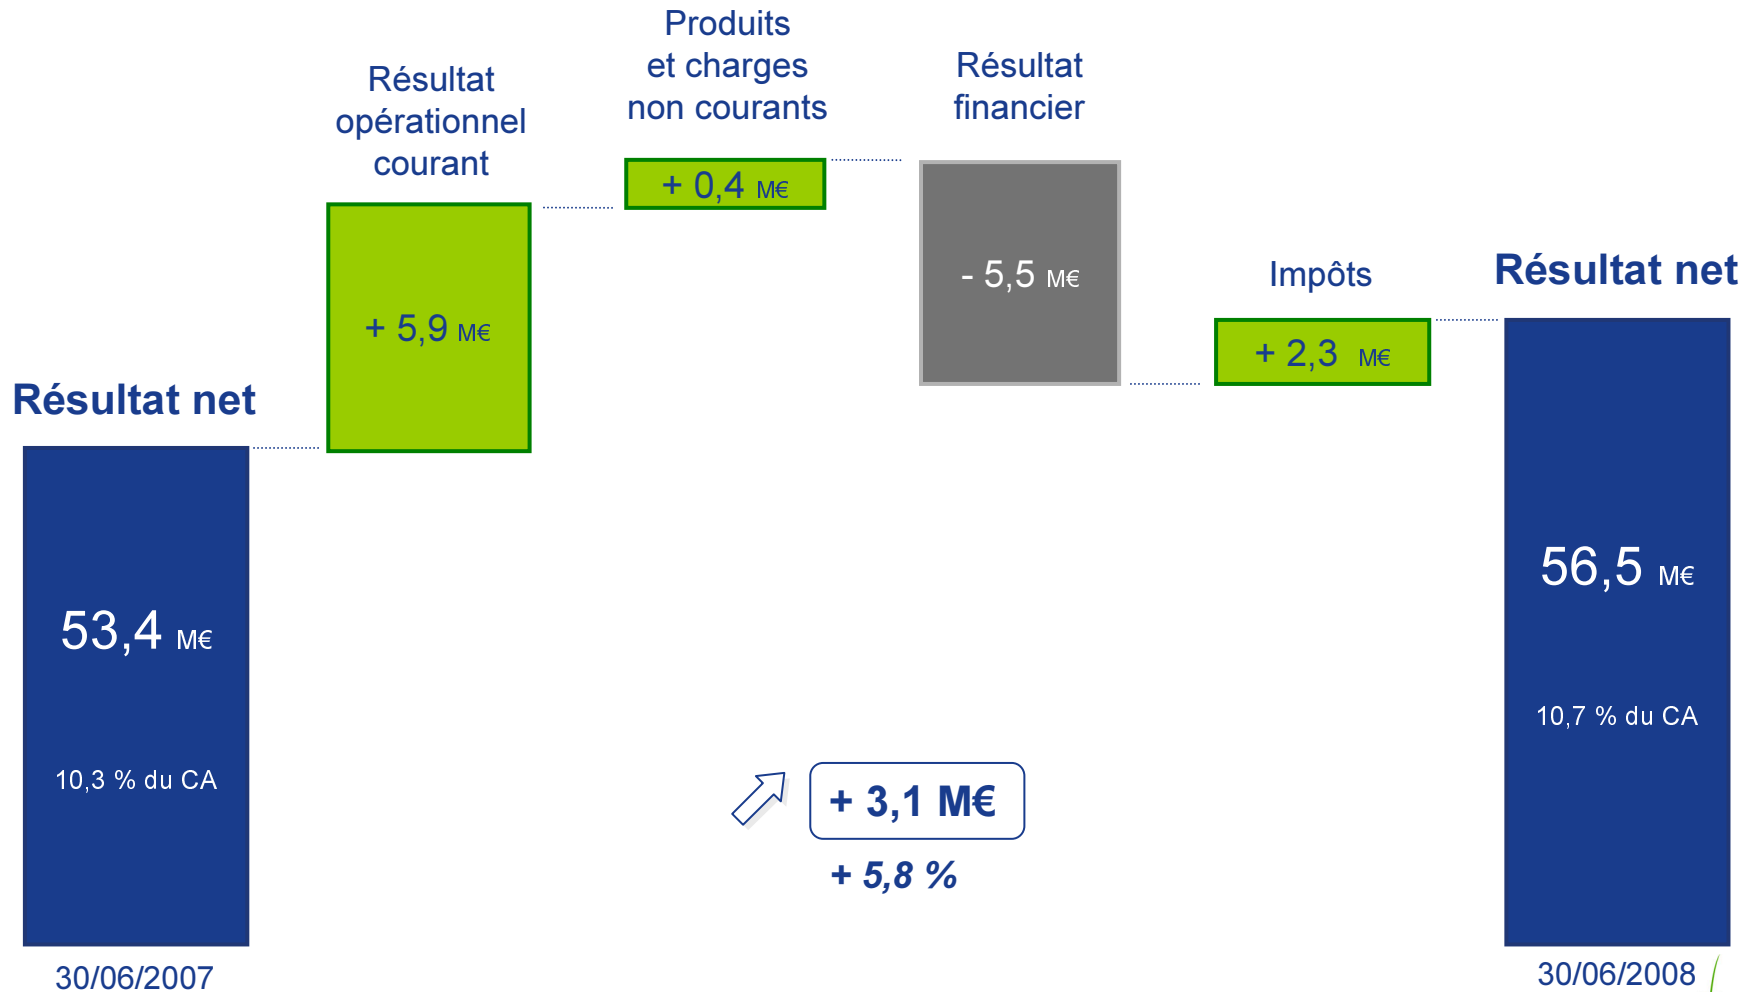 Résultat net
53,4 M€
10,3 % du CA
30/06/2007
Résultat
opérationnel
courant
+ 5,9 M€
Produits
et charges
non courants
+ 0,4 M€
Résultat
financier
- 5,5 M€
Impôts
+ 2,3 M€
Résultat net
56,5 M€
10,7 % du CA
30/06/2008
+ 3,1 M€
+ 5,8 %